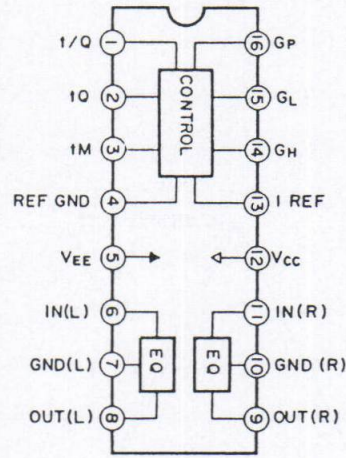 f/Q 1 16 GP
fQ 2 15 GL
fM 3 14 GH
CONTROL
REF GND 4 13 I REF
VEE 5 12 VCC
IN(L) 6 11 IN(R)
GND(L) 7 EQ EQ 10 GND (R)
OUT(L) 8 9 OUT(R)